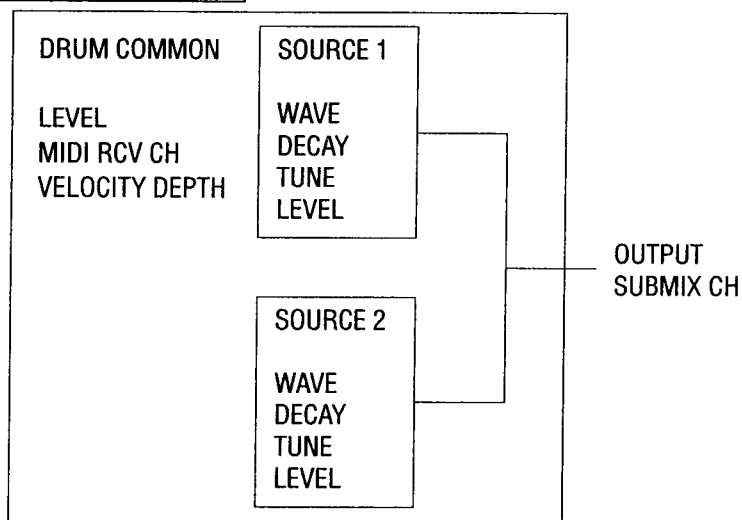 DRUM COMMON
LEVEL
MIDI RCV CH
VELOCITY DEPTH
SOURCE 1
WAVE
DECAY
TUNE
LEVEL
SOURCE 2
WAVE
DECAY
TUNE
LEVEL
OUTPUT
SUBMIX CH